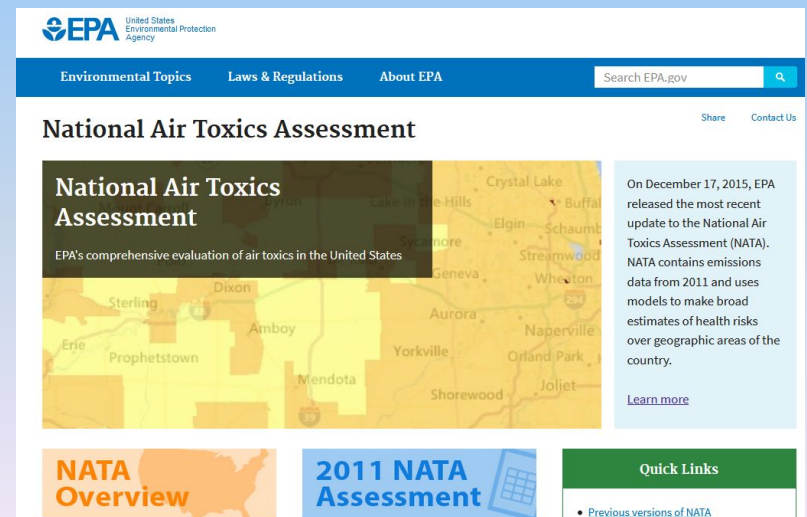 EPA
United States
Environmental Protection
Agency
Environmental Topics Laws & Regulations About EPA
Search EPA.gov
Share Contact Us
National Air Toxics Assessment
National Air Toxics
Assessment
EPA's comprehensive evaluation of air toxics in the United States
Byron
Lake in the Hills
Crystal Lake
Buffal
Elgin
Schaumb
Sycamore
Streamwood
Geneva
Wheaton
Dixon
294
Sterling
88
Aurora
Amboy
Naperville
Erie
Prophetstown
Yorkville
Orland Park
Mendota
Joliet
Shorewood
39
On December 17, 2015, EPA
released the most recent
update to the National Air
Toxics Assessment (NATA).
NATA contains emissions
data from 2011 and uses
models to make broad
estimates of health risks
over geographic areas of the
country.
Learn more
NATA
Overview
2011 NATA
Assessment
Quick Links
• Previous versions of NATA